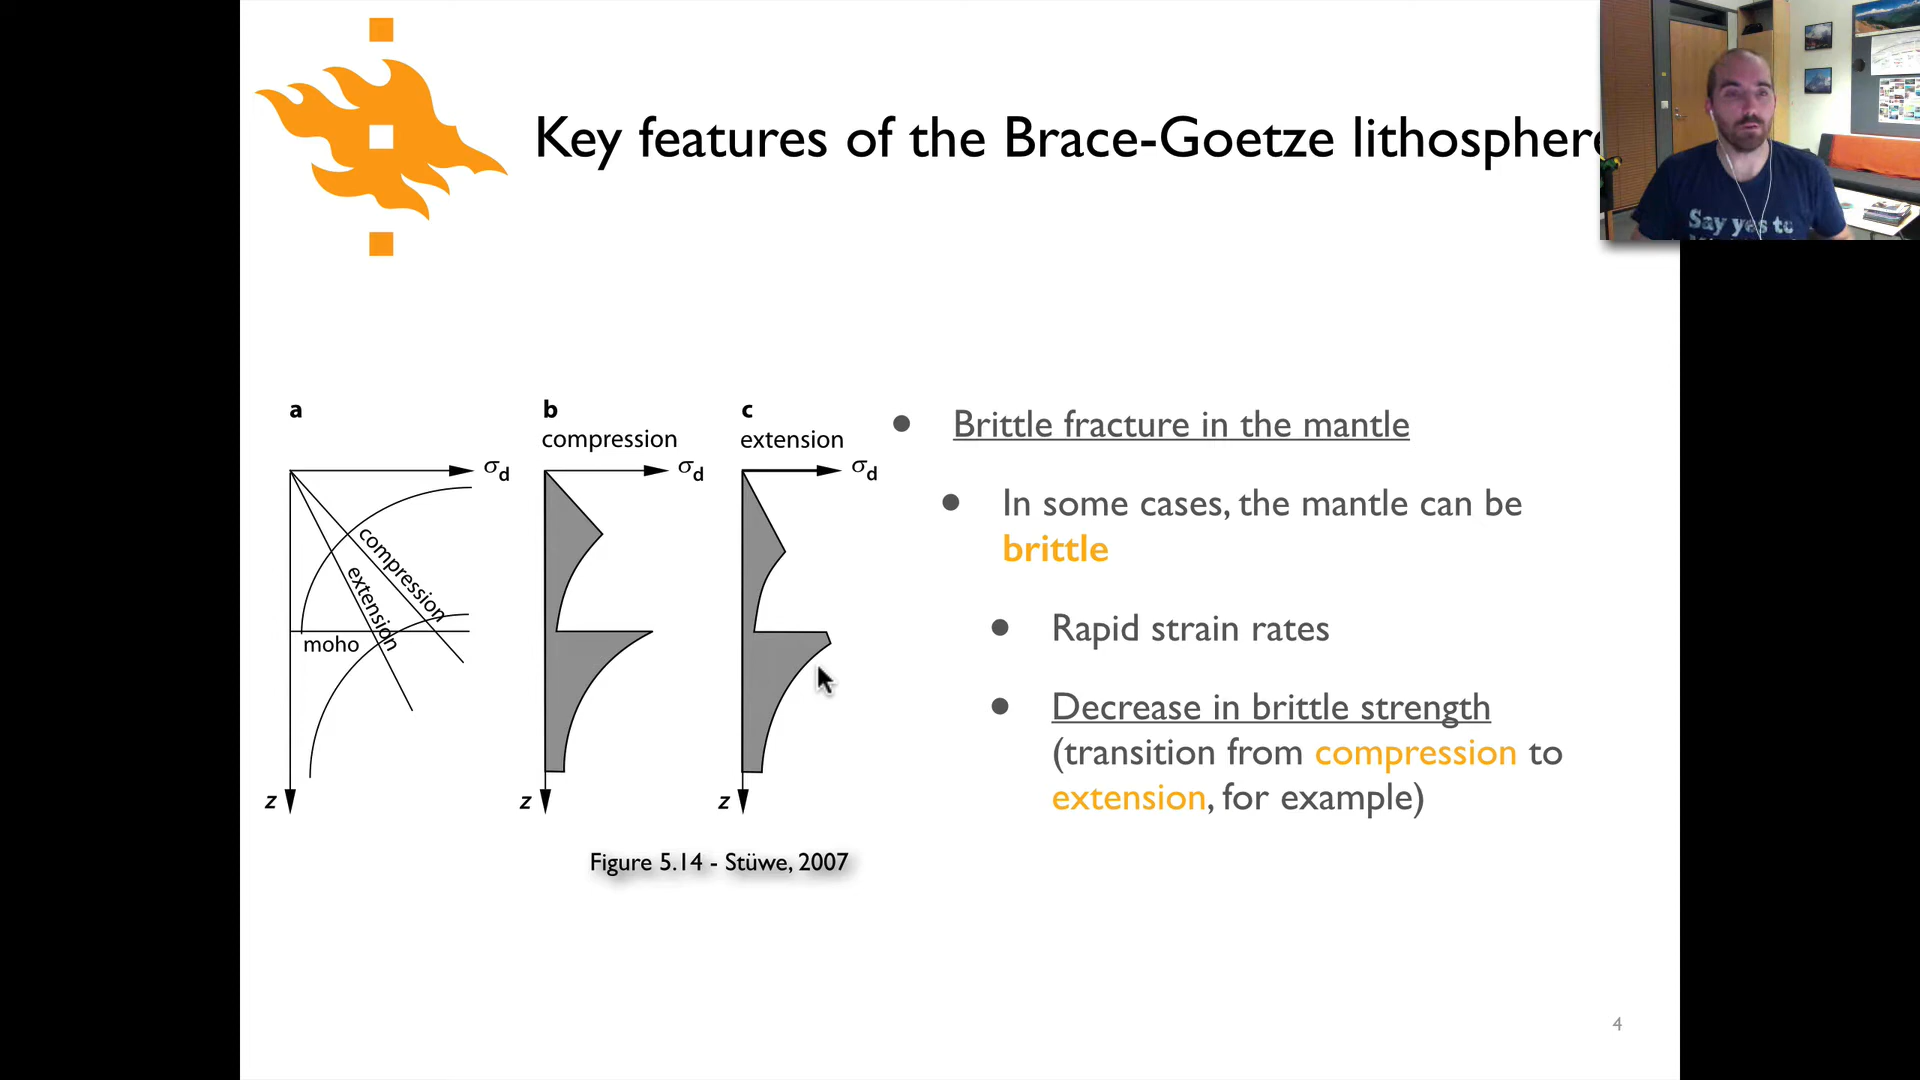 Key features of the Brace-Goetze lithosphere
Say yes to
a
b
compression
c
extension
σd
σd
σd
compression
extension
moho
z
z
z
Figure 5.14 - Stüwe, 2007
Brittle fracture in the mantle
In some cases, the mantle can be
brittle
Rapid strain rates
Decrease in brittle strength
(transition from compression to
extension, for example)
4